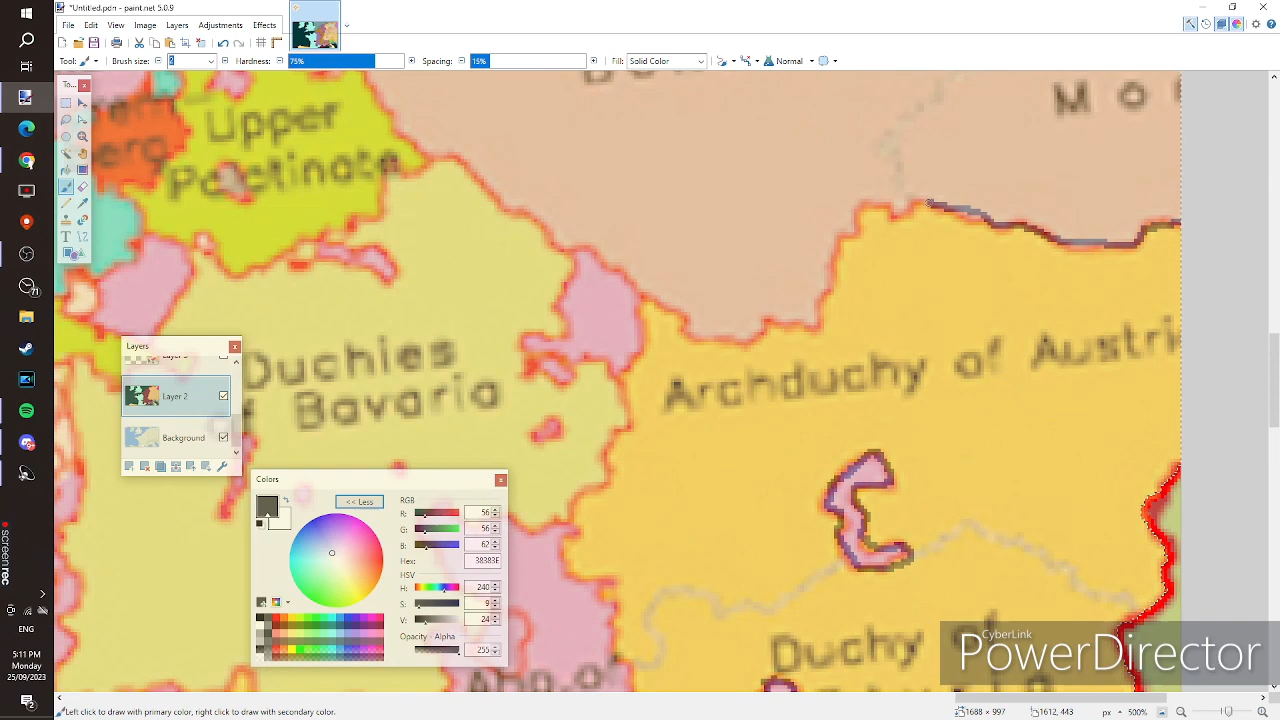 *Untitled.pdn - paint.net 5.0.9
File Edit View Image Layers Adjustments Effects
Tool: Brush size: 2 Hardness: 75% Spacing: 15% Fill: Solid Color Normal
To...
Upper
M o
Duchies
Bavaria
Archduchy of Austri
Duchy of
Layers
Layer 2
Background
Colors
<< Less
RGB
R: 56
G: 56
B: 62
Hex: 38383E
HSV
H: 240
S: 9
V: 24
Opacity - Alpha
255
71
screenrec
ENG
5:11 PM
Monday
25/09/2023
CyberLink
PowerDirector
Left click to draw with primary color, right click to draw with secondary color.
1688 × 997
1612, 443
px
500%